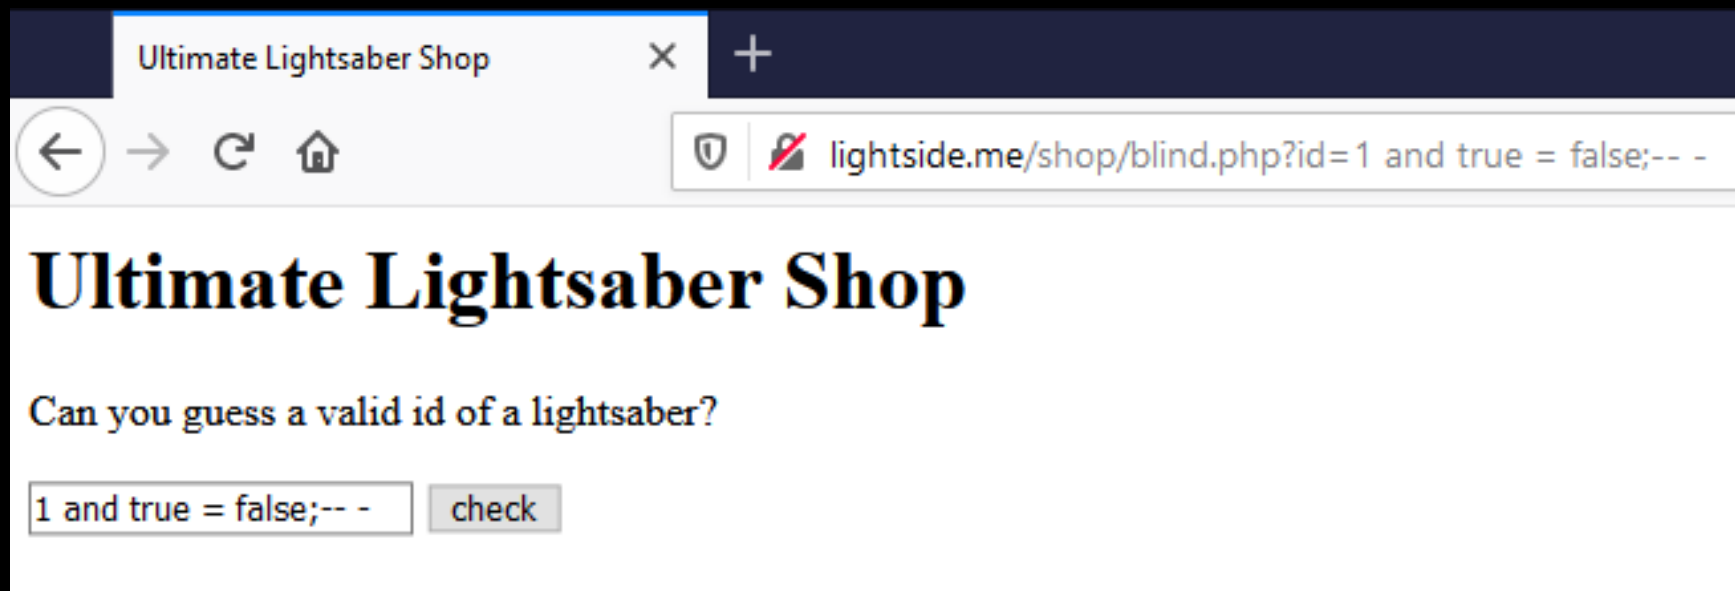 Ultimate Lightsaber Shop
lightside.me/shop/blind.php?id=1 and true = false;-- -
Ultimate Lightsaber Shop
Can you guess a valid id of a lightsaber?
1 and true = false;-- - check